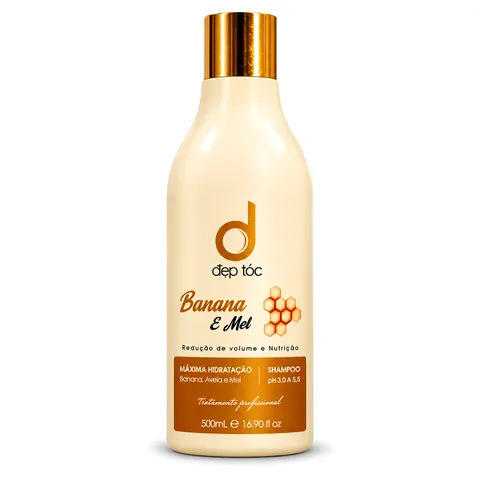 đẹp tóc
Banana
E Mel
Redução de volume e Nutrição
MÁXIMA HIDRATAÇÃO
Banana, Aveia e Mel
SHAMPOO
pH 3,0 A 5,5
Tratamento profissional
500mL e 16.90 fl oz